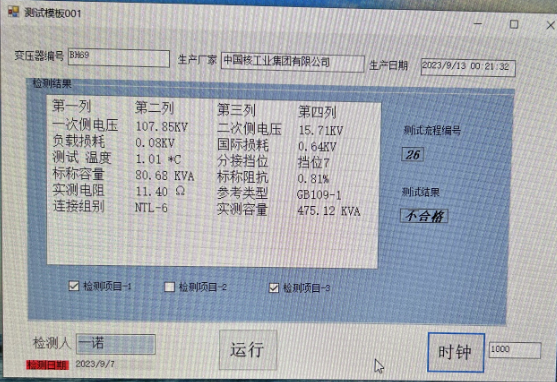 测试模板001
变压器编号 BM69 生产厂家 中国核工业集团有限公司 生产日期 2023/9/13 00:21:32
检测结果
第一列 第二列 第三列 第四列
一次侧电压 107.85KV 二次侧电压 15.71KV
负载损耗 0.08KV 国际损耗 0.64KV
测试 温度 1.01 *C 分接挡位 挡位7
标称容量 80.68 KVA 标称阻抗 0.81%
实测电阻 11.40 Ω 参考类型 GB109-1
连接组别 NTL-6 实测容量 475.12 KVA
测试流程编号
26
测试结果
不合格
检测项目-1 检测项目-2 检测项目-3
检测人 一诺 运行 时钟 1000
检测日期 2023/9/7